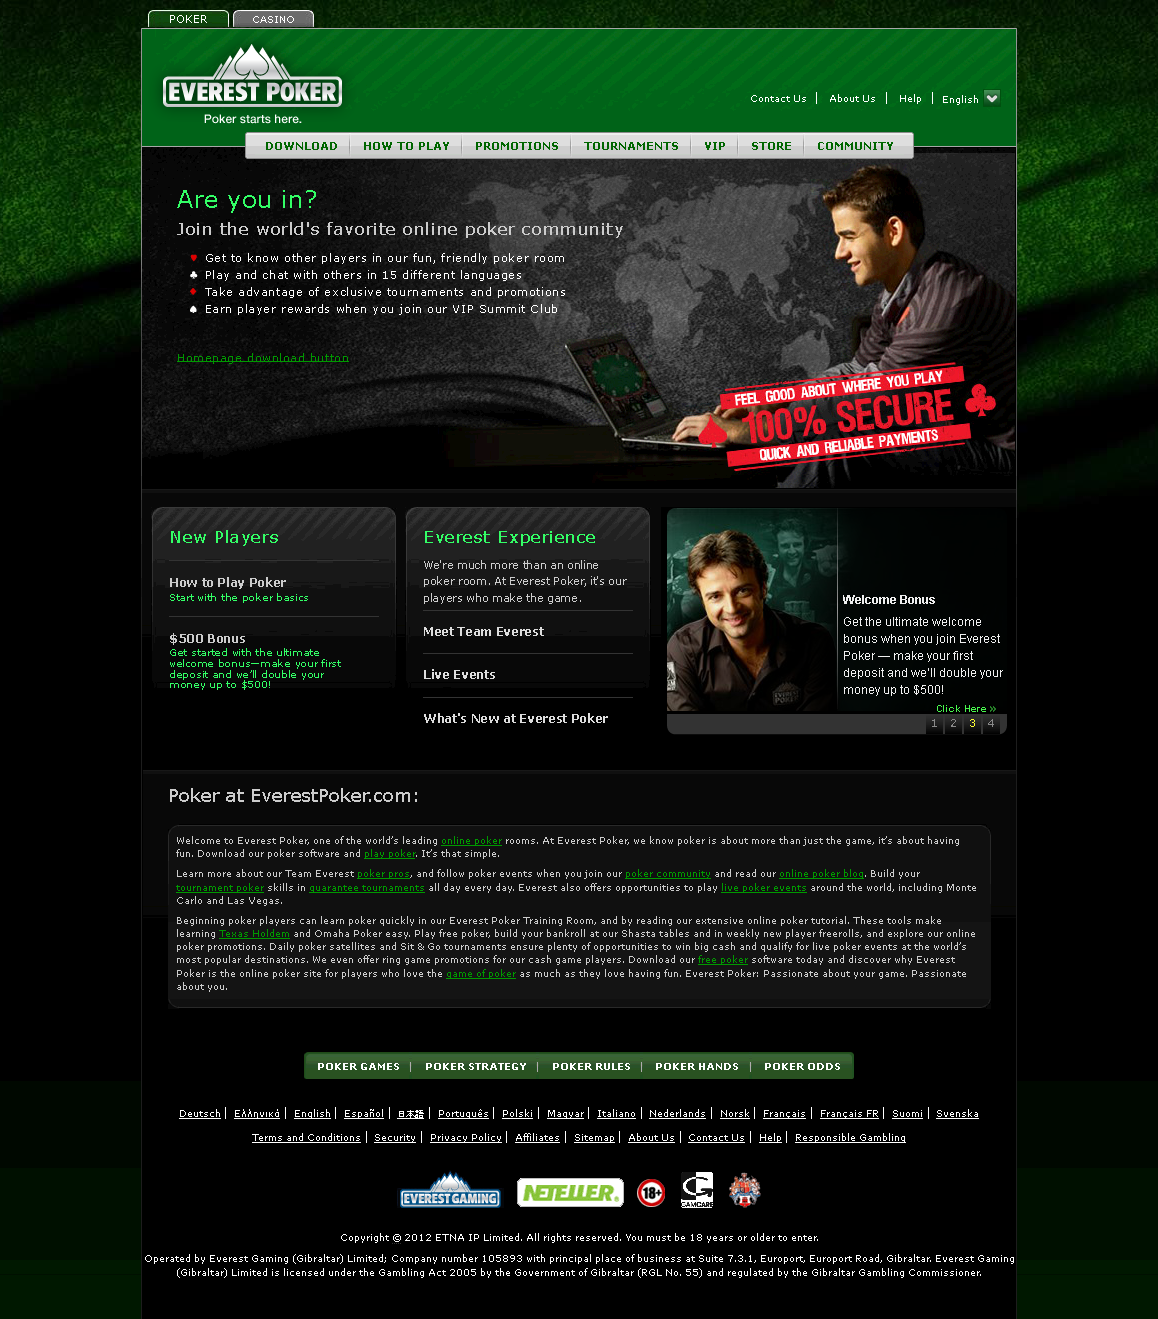 POKER
CASINO
EVEREST POKER
Poker starts here.
Contact Us
About Us
Help
English
DOWNLOAD
HOW TO PLAY
PROMOTIONS
TOURNAMENTS
VIP
STORE
COMMUNITY
Are you in?
Join the world's favorite online poker community
Get to know other players in our fun, friendly poker room
Play and chat with others in 15 different languages
Take advantage of exclusive tournaments and promotions
Earn player rewards when you join our VIP Summit Club
Homepage download button
FEEL GOOD ABOUT WHERE YOU PLAY
100% SECURE
QUICK AND RELIABLE PAYMENTS
New Players
How to Play Poker
Start with the poker basics
$500 Bonus
Get started with the ultimate
welcome bonus—make your first
deposit and we'll double your
money up to $500!
Everest Experience
We're much more than an online
poker room. At Everest Poker, it's our
players who make the game.
Meet Team Everest
Live Events
What's New at Everest Poker
Welcome Bonus
Get the ultimate welcome
bonus when you join Everest
Poker — make your first
deposit and we'll double your
money up to $500!
Click Here »
1 2 3 4
Poker at EverestPoker.com:
Welcome to Everest Poker, one of the world's leading online poker rooms. At Everest Poker, we know poker is about more than just the game, it's about having
fun. Download our poker software and play poker. It's that simple.
Learn more about our Team Everest poker pros, and follow poker events when you join our poker community and read our online poker blog. Build your
tournament poker skills in guarantee tournaments all day every day. Everest also offers opportunities to play live poker events around the world, including Monte
Carlo and Las Vegas.
Beginning poker players can learn poker quickly in our Everest Poker Training Room, and by reading our extensive online poker tutorial. These tools make
learning Texas Holdem and Omaha Poker easy. Play free poker, build your bankroll at our Shasta tables and in weekly new player freerolls, and explore our online
poker promotions. Daily poker satellites and Sit & Go tournaments ensure plenty of opportunities to win big cash and qualify for live poker events at the world's
most popular destinations. We even offer ring game promotions for our cash game players. Download our free poker software today and discover why Everest
Poker is the online poker site for players who love the game of poker as much as they love having fun. Everest Poker: Passionate about your game. Passionate
about you.
POKER GAMES | POKER STRATEGY | POKER RULES | POKER HANDS | POKER ODDS
Deutsch | Ελληνικά | English | Español | 日本語 | Português | Polski | Magyar | Italiano | Nederlands | Norsk | Français | Français FR | Suomi | Svenska
Terms and Conditions | Security | Privacy Policy | Affiliates | Sitemap | About Us | Contact Us | Help | Responsible Gambling
EVEREST GAMING
NETELLER.
18+
GAMCARE
Copyright © 2012 ETNA IP Limited. All rights reserved. You must be 18 years or older to enter.
Operated by Everest Gaming (Gibraltar) Limited; Company number 105893 with principal place of business at Suite 7.3.1, Europort, Europort Road, Gibraltar. Everest Gaming
(Gibraltar) Limited is licensed under the Gambling Act 2005 by the Government of Gibraltar (RGL No. 55) and regulated by the Gibraltar Gambling Commissioner.